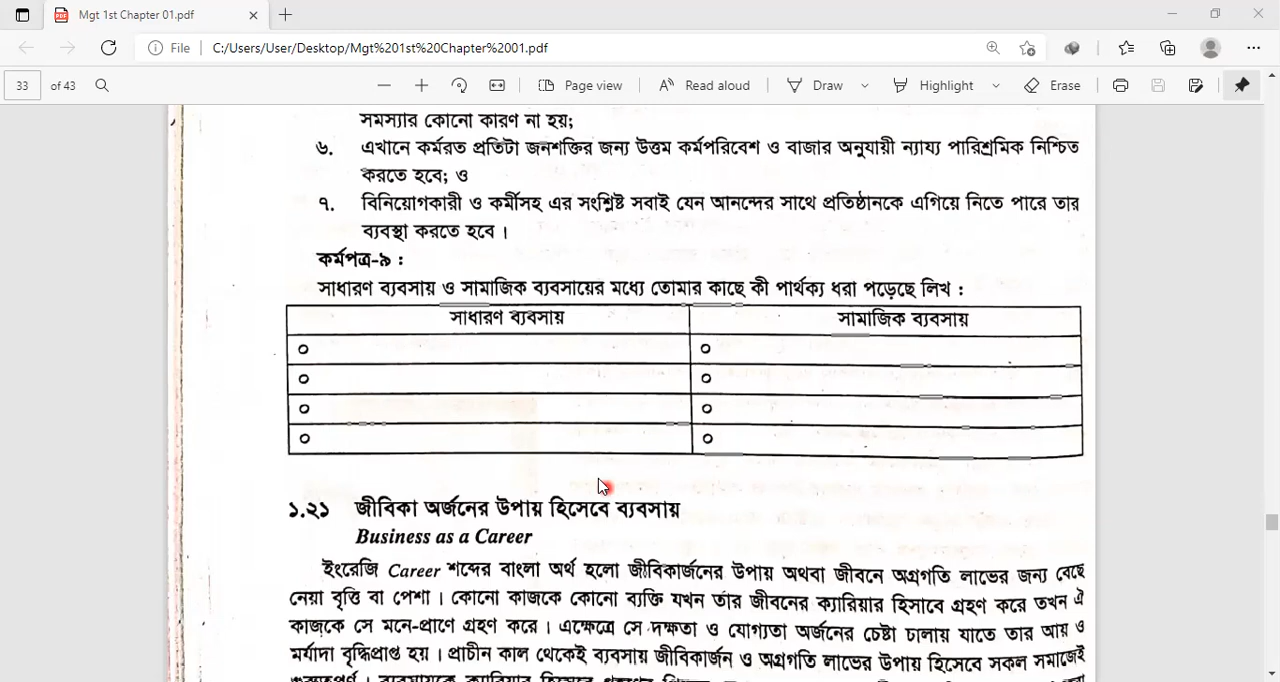 Mgt 1st Chapter 01.pdf
File C:/Users/User/Desktop/Mgt%201st%20Chapter%2001.pdf
33 of 43 Page view Read aloud Draw Highlight Erase
সমস্যার কোনো কারণ না হয়;
৬. এখানে কর্মরত প্রতিটা জনশক্তির জন্য উত্তম কর্মপরিবেশ ও বাজার অনুযায়ী ন্যায্য পারিশ্রমিক নিশ্চিত
করতে হবে; ও
৭. বিনিয়োগকারী ও কর্মীসহ এর সংশ্লিষ্ট সবাই যেন আনন্দের সাথে প্রতিষ্ঠানকে এগিয়ে নিতে পারে তার
ব্যবস্থা করতে হবে।
কর্মপত্র-৯ :
সাধারণ ব্যবসায় ও সামাজিক ব্যবসায়ের মধ্যে তোমার কাছে কী পার্থক্য ধরা পড়েছে লিখ :
সাধারণ ব্যবসায় সামাজিক ব্যবসায়
১.২১ জীবিকা অর্জনের উপায় হিসেবে ব্যবসায়
Business as a Career
ইংরেজি Career শব্দের বাংলা অর্থ হলো জীবিকার্জনের উপায় অথবা জীবনে অগ্রগতি লাভের জন্য বেছে
নেয়া বৃত্তি বা পেশা। কোনো কাজকে কোনো ব্যক্তি যখন তার জীবনের ক্যারিয়ার হিসাবে গ্রহণ করে তখন ঐ
কাজকে সে মনে-প্রাণে গ্রহণ করে। এক্ষেত্রে সে দক্ষতা ও যোগ্যতা অর্জনের চেষ্টা চালায় যাতে তার আয় ও
মর্যাদা বৃদ্ধিপ্রাপ্ত হয়। প্রাচীন কাল থেকেই ব্যবসায় জীবিকার্জন ও অগ্রগতি লাভের উপায় হিসেবে সকল সমাজেই